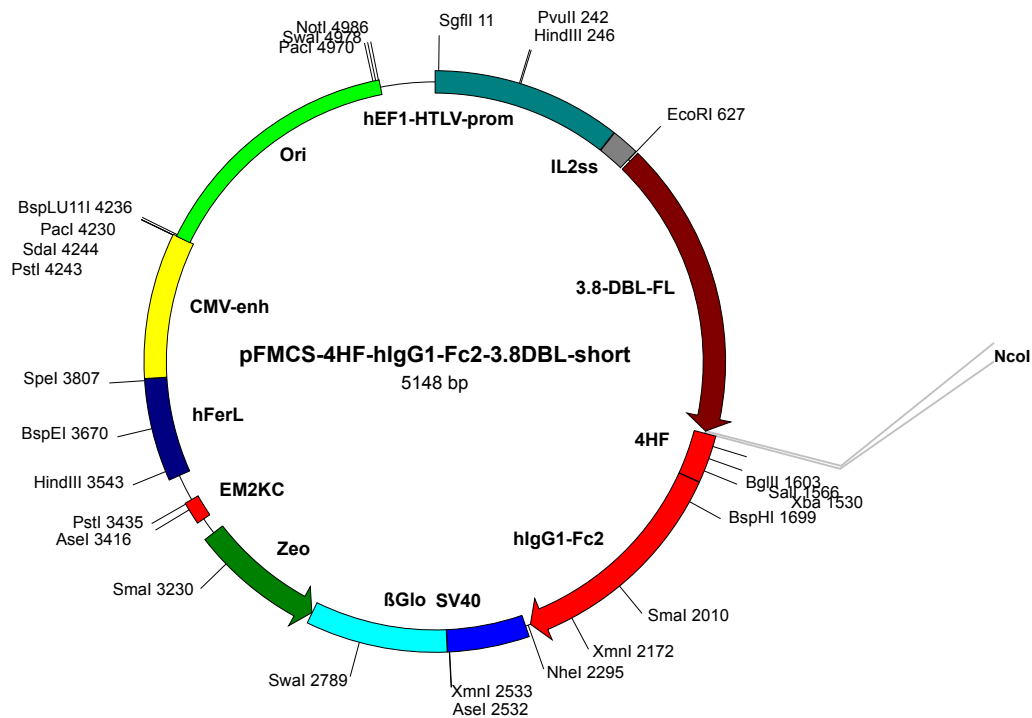 NotI 4986
SwaI 4978
PacI 4970
SgfII 11
PvuII 242
HindIII 246
hEF1-HTLV-prom
EcoRI 627
IL2ss
Ori
BspLU11I 4236
PacI 4230
SdaI 4244
PstI 4243
3.8-DBL-FL
CMV-enh
pFMCS-4HF-hIgG1-Fc2-3.8DBL-short
5148 bp
NcoI
SpeI 3807
hFerL
BspEI 3670
4HF
BglII 1603
SalI 1566
Xba 1530
HindIII 3543
EM2KC
BspHI 1699
PstI 3435
AseI 3416
hIgG1-Fc2
Zeo
SmaI 3230
ßGlo
SV40
SmaI 2010
XmnI 2172
NheI 2295
SwaI 2789
XmnI 2533
AseI 2532